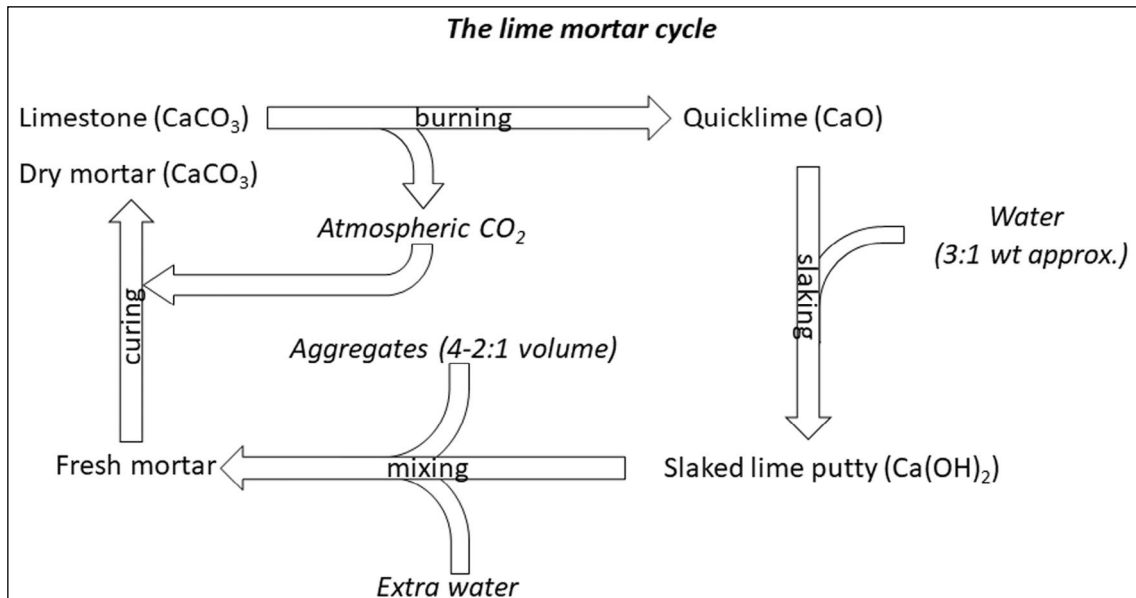 The lime mortar cycle
Limestone (CaCO₃)
burning
Quicklime (CaO)
Dry mortar (CaCO₃)
Atmospheric CO₂
Water
(3:1 wt approx.)
slaking
curing
Aggregates (4-2:1 volume)
Fresh mortar
mixing
Slaked lime putty (Ca(OH)₂)
Extra water